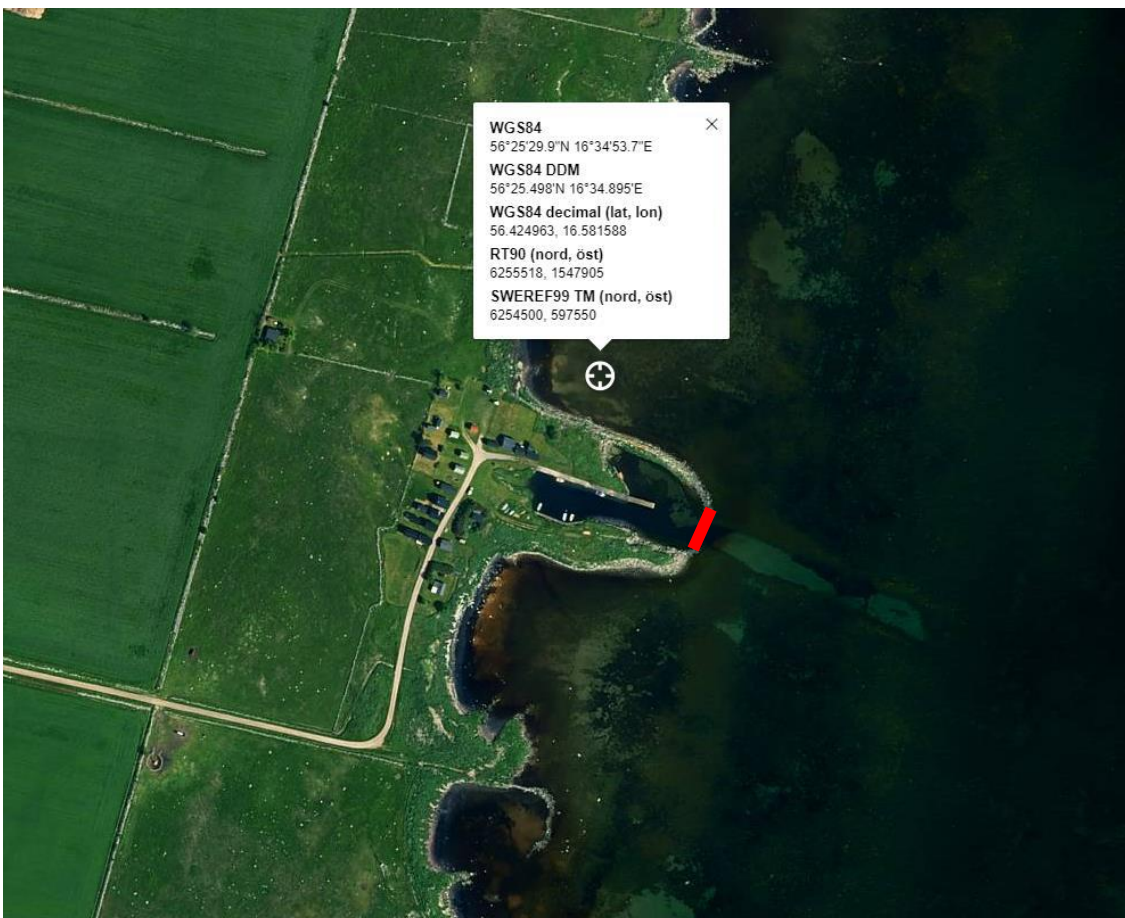 WGS84
56°25'29.9"N 16°34'53.7"E
WGS84 DDM
56°25.498'N 16°34.895'E
WGS84 decimal (lat, lon)
56.424963, 16.581588
RT90 (nord, öst)
6255518, 1547905
SWEREF99 TM (nord, öst)
6254500, 597550